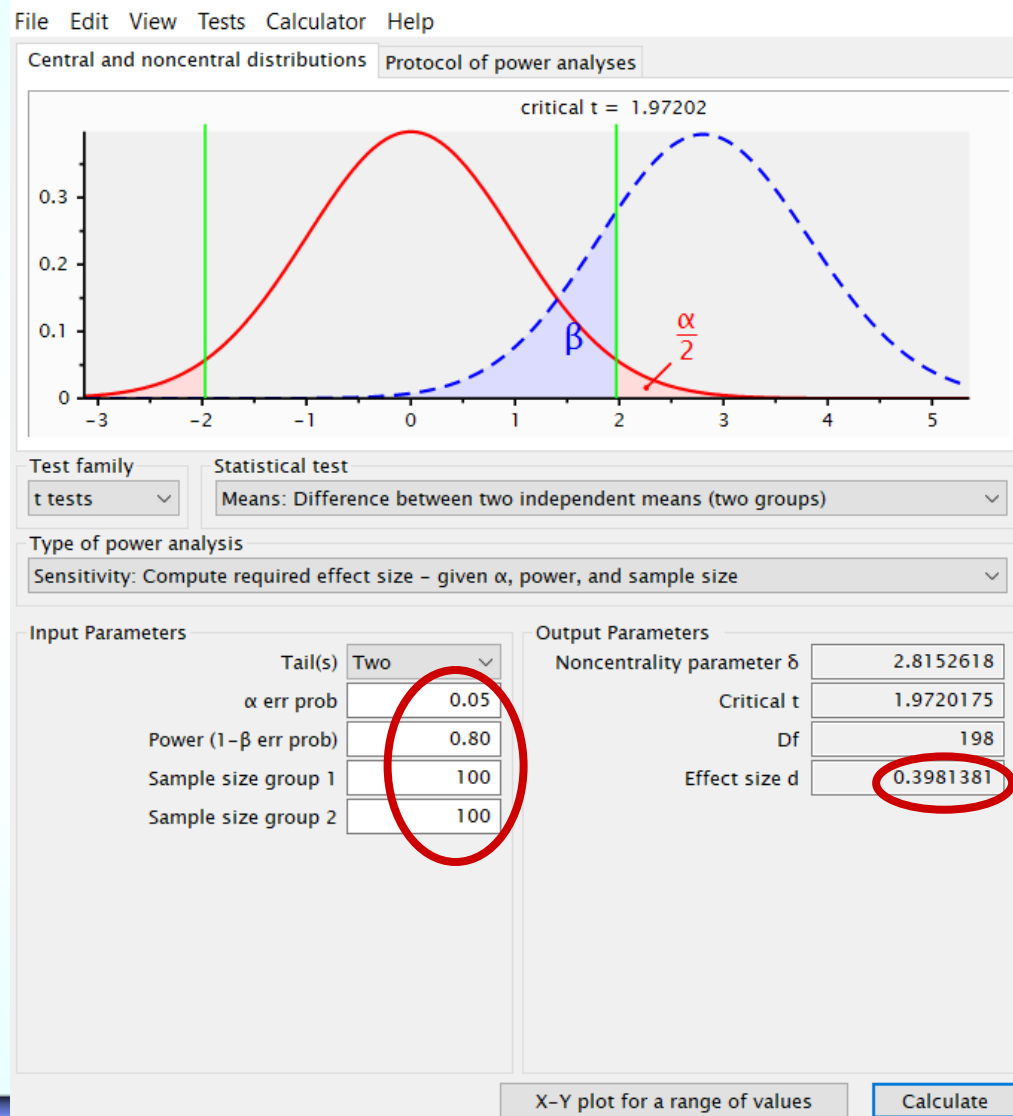 File Edit View Tests Calculator Help
Central and noncentral distributions Protocol of power analyses
critical t = 1.97202
0.3
0.2
0.1
0
β
α
2
-3 -2 -1 0 1 2 3 4 5
Test family Statistical test
t tests Means: Difference between two independent means (two groups)
Type of power analysis
Sensitivity: Compute required effect size – given α, power, and sample size
Input Parameters
Tail(s) Two
α err prob 0.05
Power (1-β err prob) 0.80
Sample size group 1 100
Sample size group 2 100
Output Parameters
Noncentrality parameter δ 2.8152618
Critical t 1.9720175
Df 198
Effect size d 0.3981381
X-Y plot for a range of values Calculate